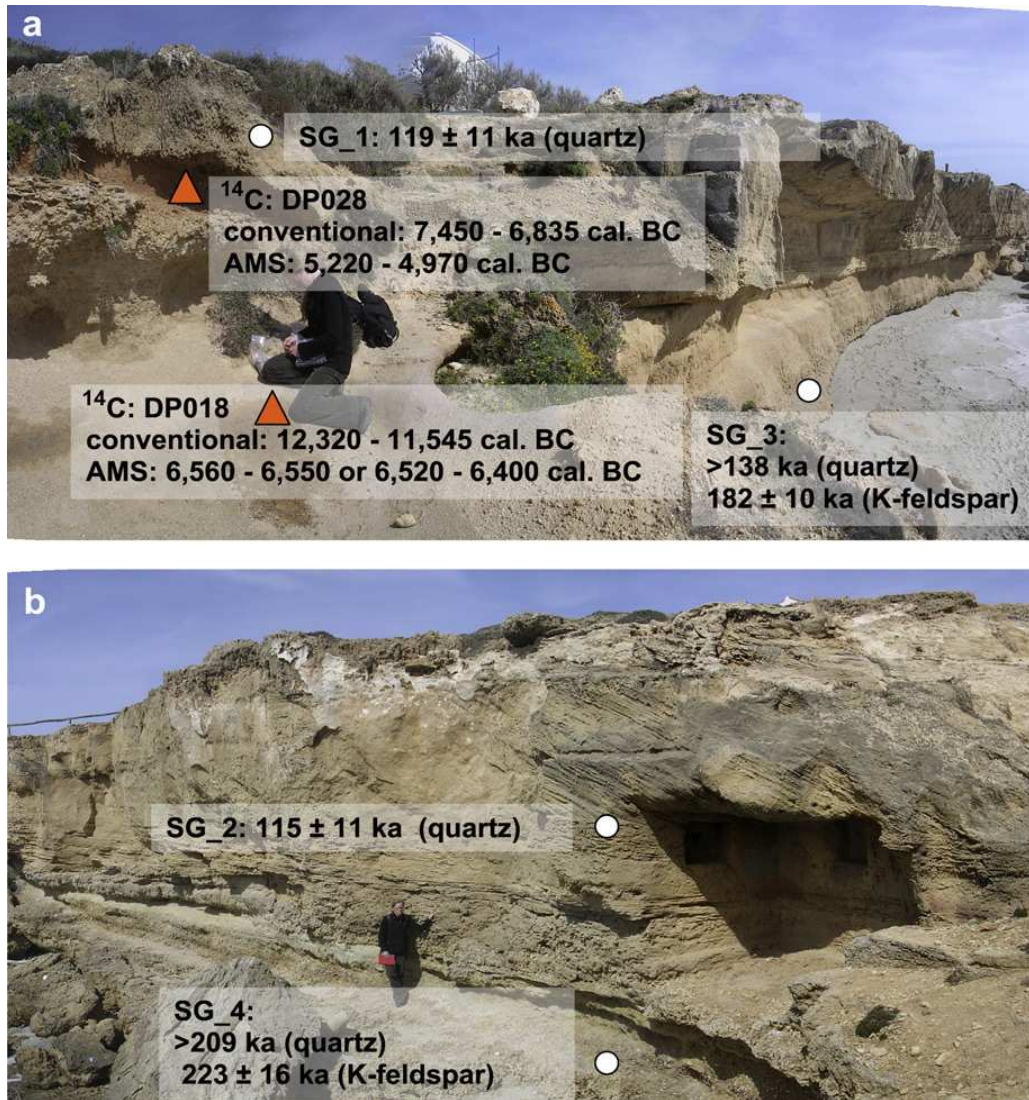 a
SG_1: 119 ± 11 ka (quartz)
¹⁴C: DP028
conventional: 7,450 - 6,835 cal. BC
AMS: 5,220 - 4,970 cal. BC
¹⁴C: DP018
conventional: 12,320 - 11,545 cal. BC
AMS: 6,560 - 6,550 or 6,520 - 6,400 cal. BC
SG_3:
>138 ka (quartz)
182 ± 10 ka (K-feldspar)
b
SG_2: 115 ± 11 ka (quartz)
SG_4:
>209 ka (quartz)
223 ± 16 ka (K-feldspar)